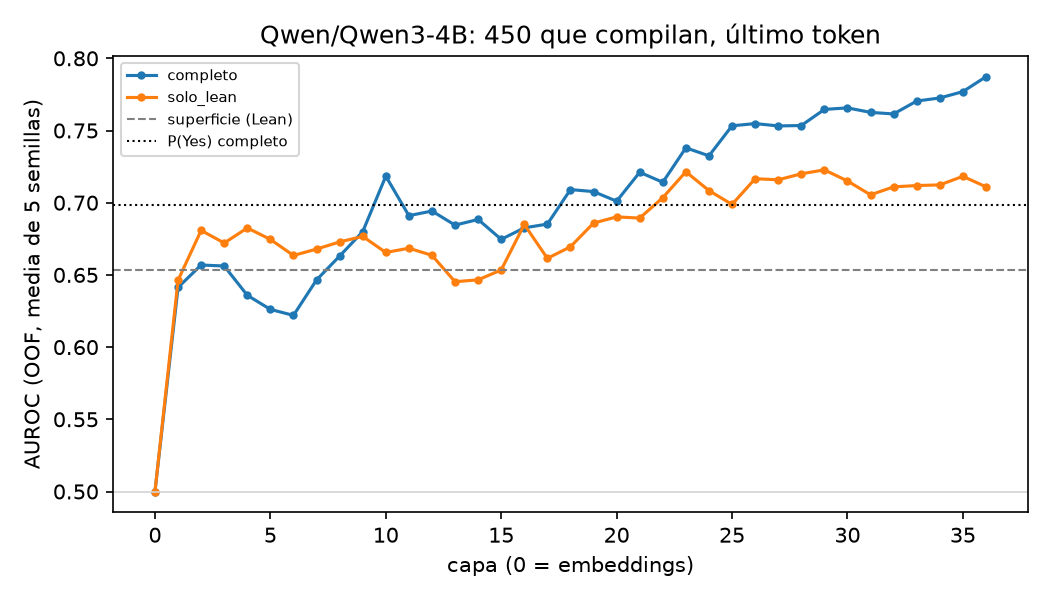 Qwen/Qwen3-4B: 450 que compilan, último token
completo
solo_lean
superficie (Lean)
P(Yes) completo
AUROC (OOF, media de 5 semillas)
0.80
0.75
0.70
0.65
0.60
0.55
0.50
0 5 10 15 20 25 30 35
capa (0 = embeddings)